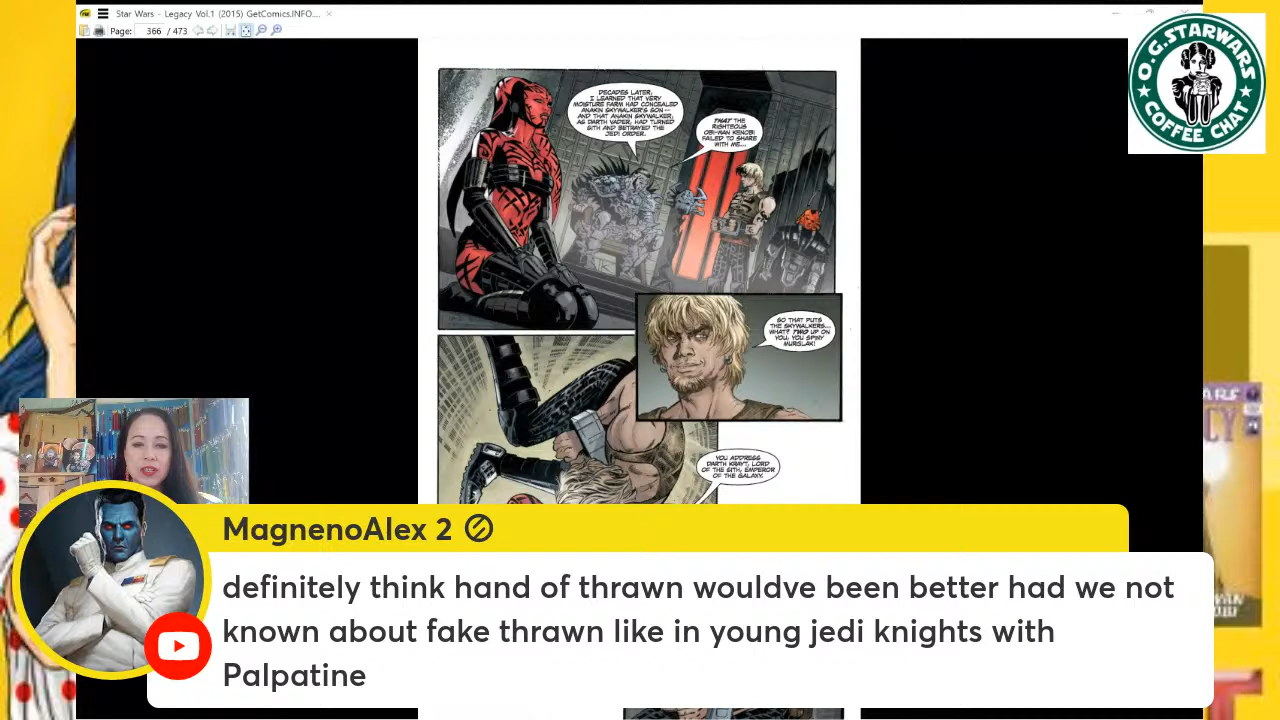 Star Wars - Legacy Vol.1 (2015) GetComics.INFO....
Page: 366 / 473
O.G. STARWARS
COFFEE CHAT
DECADES LATER,
I LEARNED THAT VERY
MOISTURE FARM HAD CONCEALED
ANAKIN SKYWALKER'S SON--
AND THAT ANAKIN SKYWALKER,
AS DARTH VADER, HAD TURNED
SITH AND BETRAYED THE
JEDI ORDER.
THAT THE
RIGHTEOUS
OBI-WAN KENOBI
FAILED TO SHARE
WITH ME...
SO THAT PUTS
THE SKYWALKERS...
WHAT? TWO UP ON
YOU, YOU SPINY
MURGLAK!
YOU ADDRESS
DARTH KRAYT, LORD
OF THE SITH, EMPEROR
OF THE GALAXY.
MagnenoAlex 2
definitely think hand of thrawn wouldve been better had we not
known about fake thrawn like in young jedi knights with
Palpatine